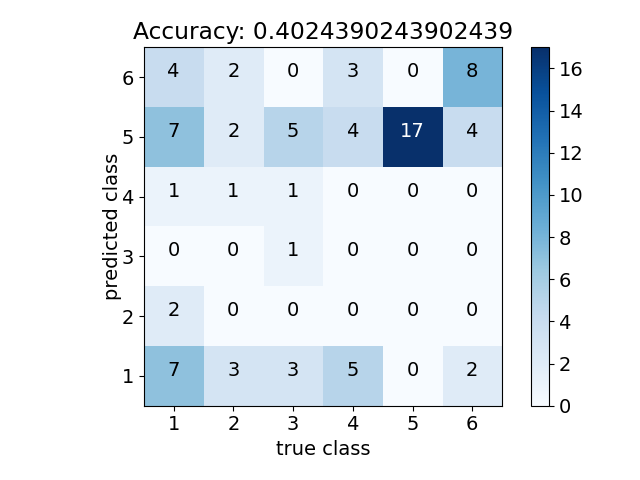 Accuracy: 0.4024390243902439
predicted class
6 4 2 0 3 0 8
5 7 2 5 4 17 4
4 1 1 1 0 0 0
3 0 0 1 0 0 0
2 2 0 0 0 0 0
1 7 3 3 5 0 2
1 2 3 4 5 6
true class
16
14
12
10
8
6
4
2
0